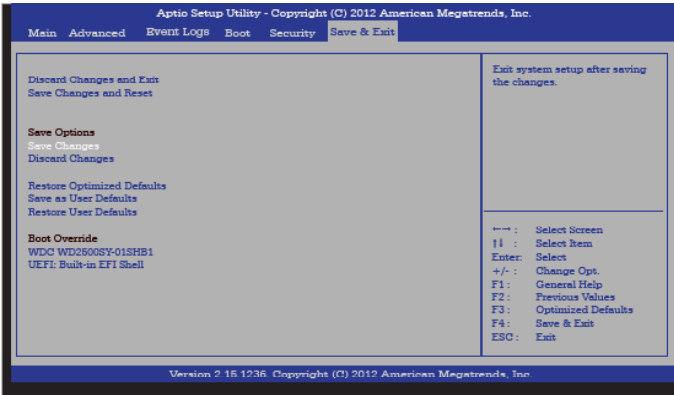 Aptio Setup Utility - Copyright (C) 2012 American Megatrends, Inc.
Main Advanced Event Logs Boot Security Save & Exit
Discard Changes and Exit
Save Changes and Reset
Save Options
Save Changes
Discard Changes
Restore Optimized Defaults
Save as User Defaults
Restore User Defaults
Boot Override
WDC WD2500SY-01SHB1
UEFI: Built-in EFI Shell
Exit system setup after saving
the changes.
←→ : Select Screen
↑↓ : Select Item
Enter: Select
+/- : Change Opt.
F1 : General Help
F2 : Previous Values
F3 : Optimized Defaults
F4 : Save & Exit
ESC : Exit
Version 2.15.1236. Copyright (C) 2012 American Megatrends, Inc.